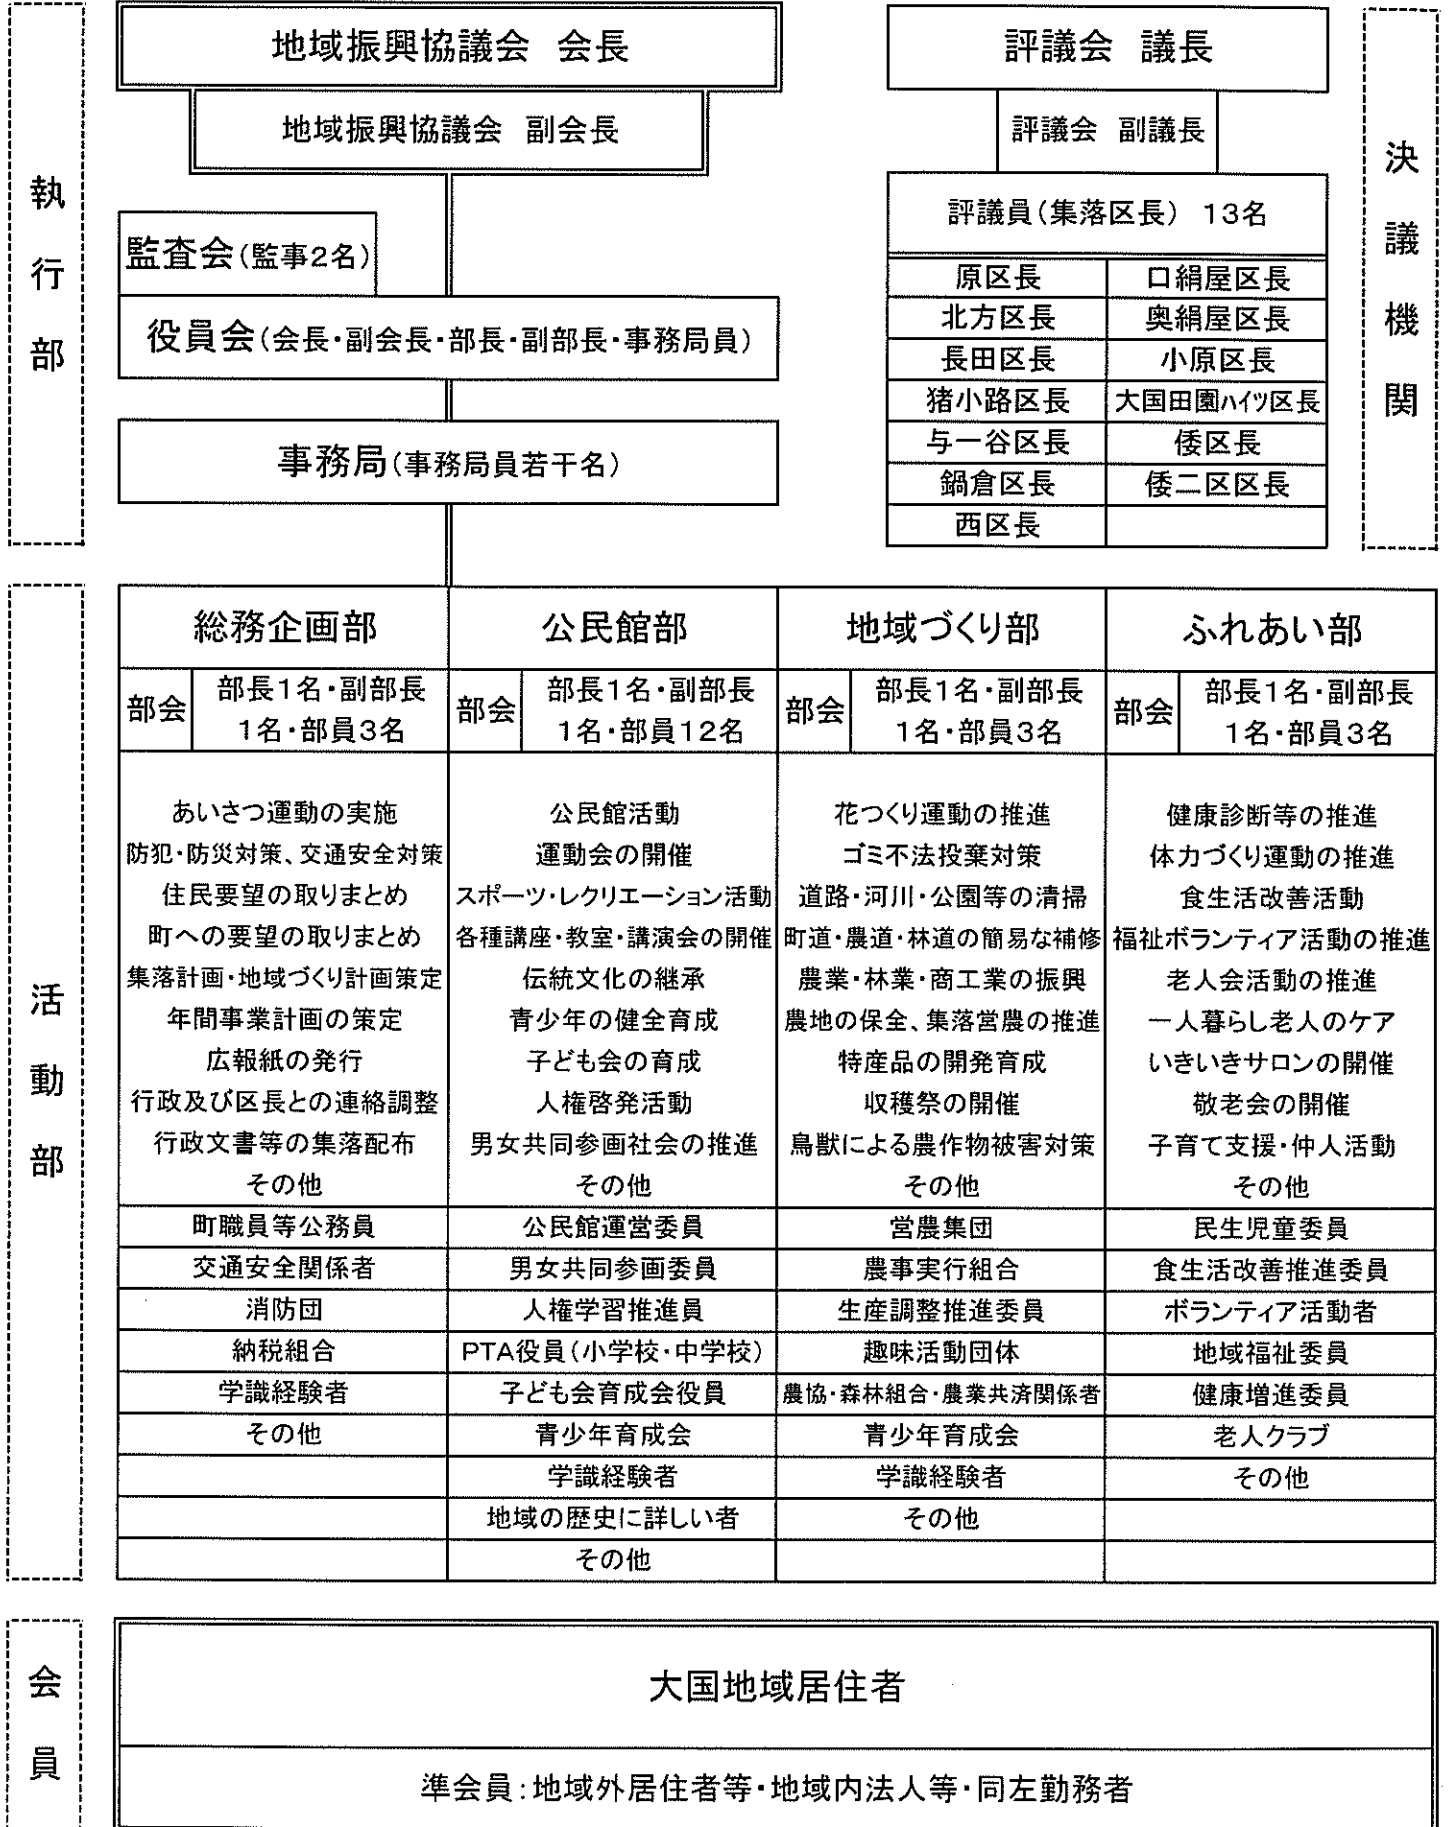 執行部
地域振興協議会 会長
地域振興協議会 副会長
監査会(監事2名)
役員会(会長・副会長・部長・副部長・事務局員)
事務局(事務局員若干名)
評議会 議長
評議会 副議長
評議員(集落区長) 13名
原区長 口絹屋区長
北方区長 奥絹屋区長
長田区長 小原区長
猪小路区長 大国田園ハイツ区長
与一谷区長 倭区長
鍋倉区長 倭二区区長
西区長
決議機関
活動部
総務企画部
部会
部長1名・副部長
1名・部員3名
あいさつ運動の実施
防犯・防災対策、交通安全対策
住民要望の取りまとめ
町への要望の取りまとめ
集落計画・地域づくり計画策定
年間事業計画の策定
広報紙の発行
行政及び区長との連絡調整
行政文書等の集落配布
その他
町職員等公務員
交通安全関係者
消防団
納税組合
学識経験者
その他
公民館部
部会
部長1名・副部長
1名・部員12名
公民館活動
運動会の開催
スポーツ・レクリエーション活動
各種講座・教室・講演会の開催
伝統文化の継承
青少年の健全育成
子ども会の育成
人権啓発活動
男女共同参画社会の推進
その他
公民館運営委員
男女共同参画委員
人権学習推進員
PTA役員(小学校・中学校)
子ども会育成会役員
青少年育成会
学識経験者
地域の歴史に詳しい者
その他
地域づくり部
部会
部長1名・副部長
1名・部員3名
花つくり運動の推進
ゴミ不法投棄対策
道路・河川・公園等の清掃
町道・農道・林道の簡易な補修
農業・林業・商工業の振興
農地の保全、集落営農の推進
特産品の開発育成
収穫祭の開催
鳥獣による農作物被害対策
その他
営農集団
農事実行組合
生産調整推進委員
趣味活動団体
農協・森林組合・農業共済関係者
青少年育成会
学識経験者
その他
ふれあい部
部会
部長1名・副部長
1名・部員3名
健康診断等の推進
体力づくり運動の推進
食生活改善活動
福祉ボランティア活動の推進
老人会活動の推進
一人暮らし老人のケア
いきいきサロンの開催
敬老会の開催
子育て支援・仲人活動
その他
民生児童委員
食生活改善推進委員
ボランティア活動者
地域福祉委員
健康増進委員
老人クラブ
その他
会員
大国地域居住者
準会員:地域外居住者等・地域内法人等・同左勤務者